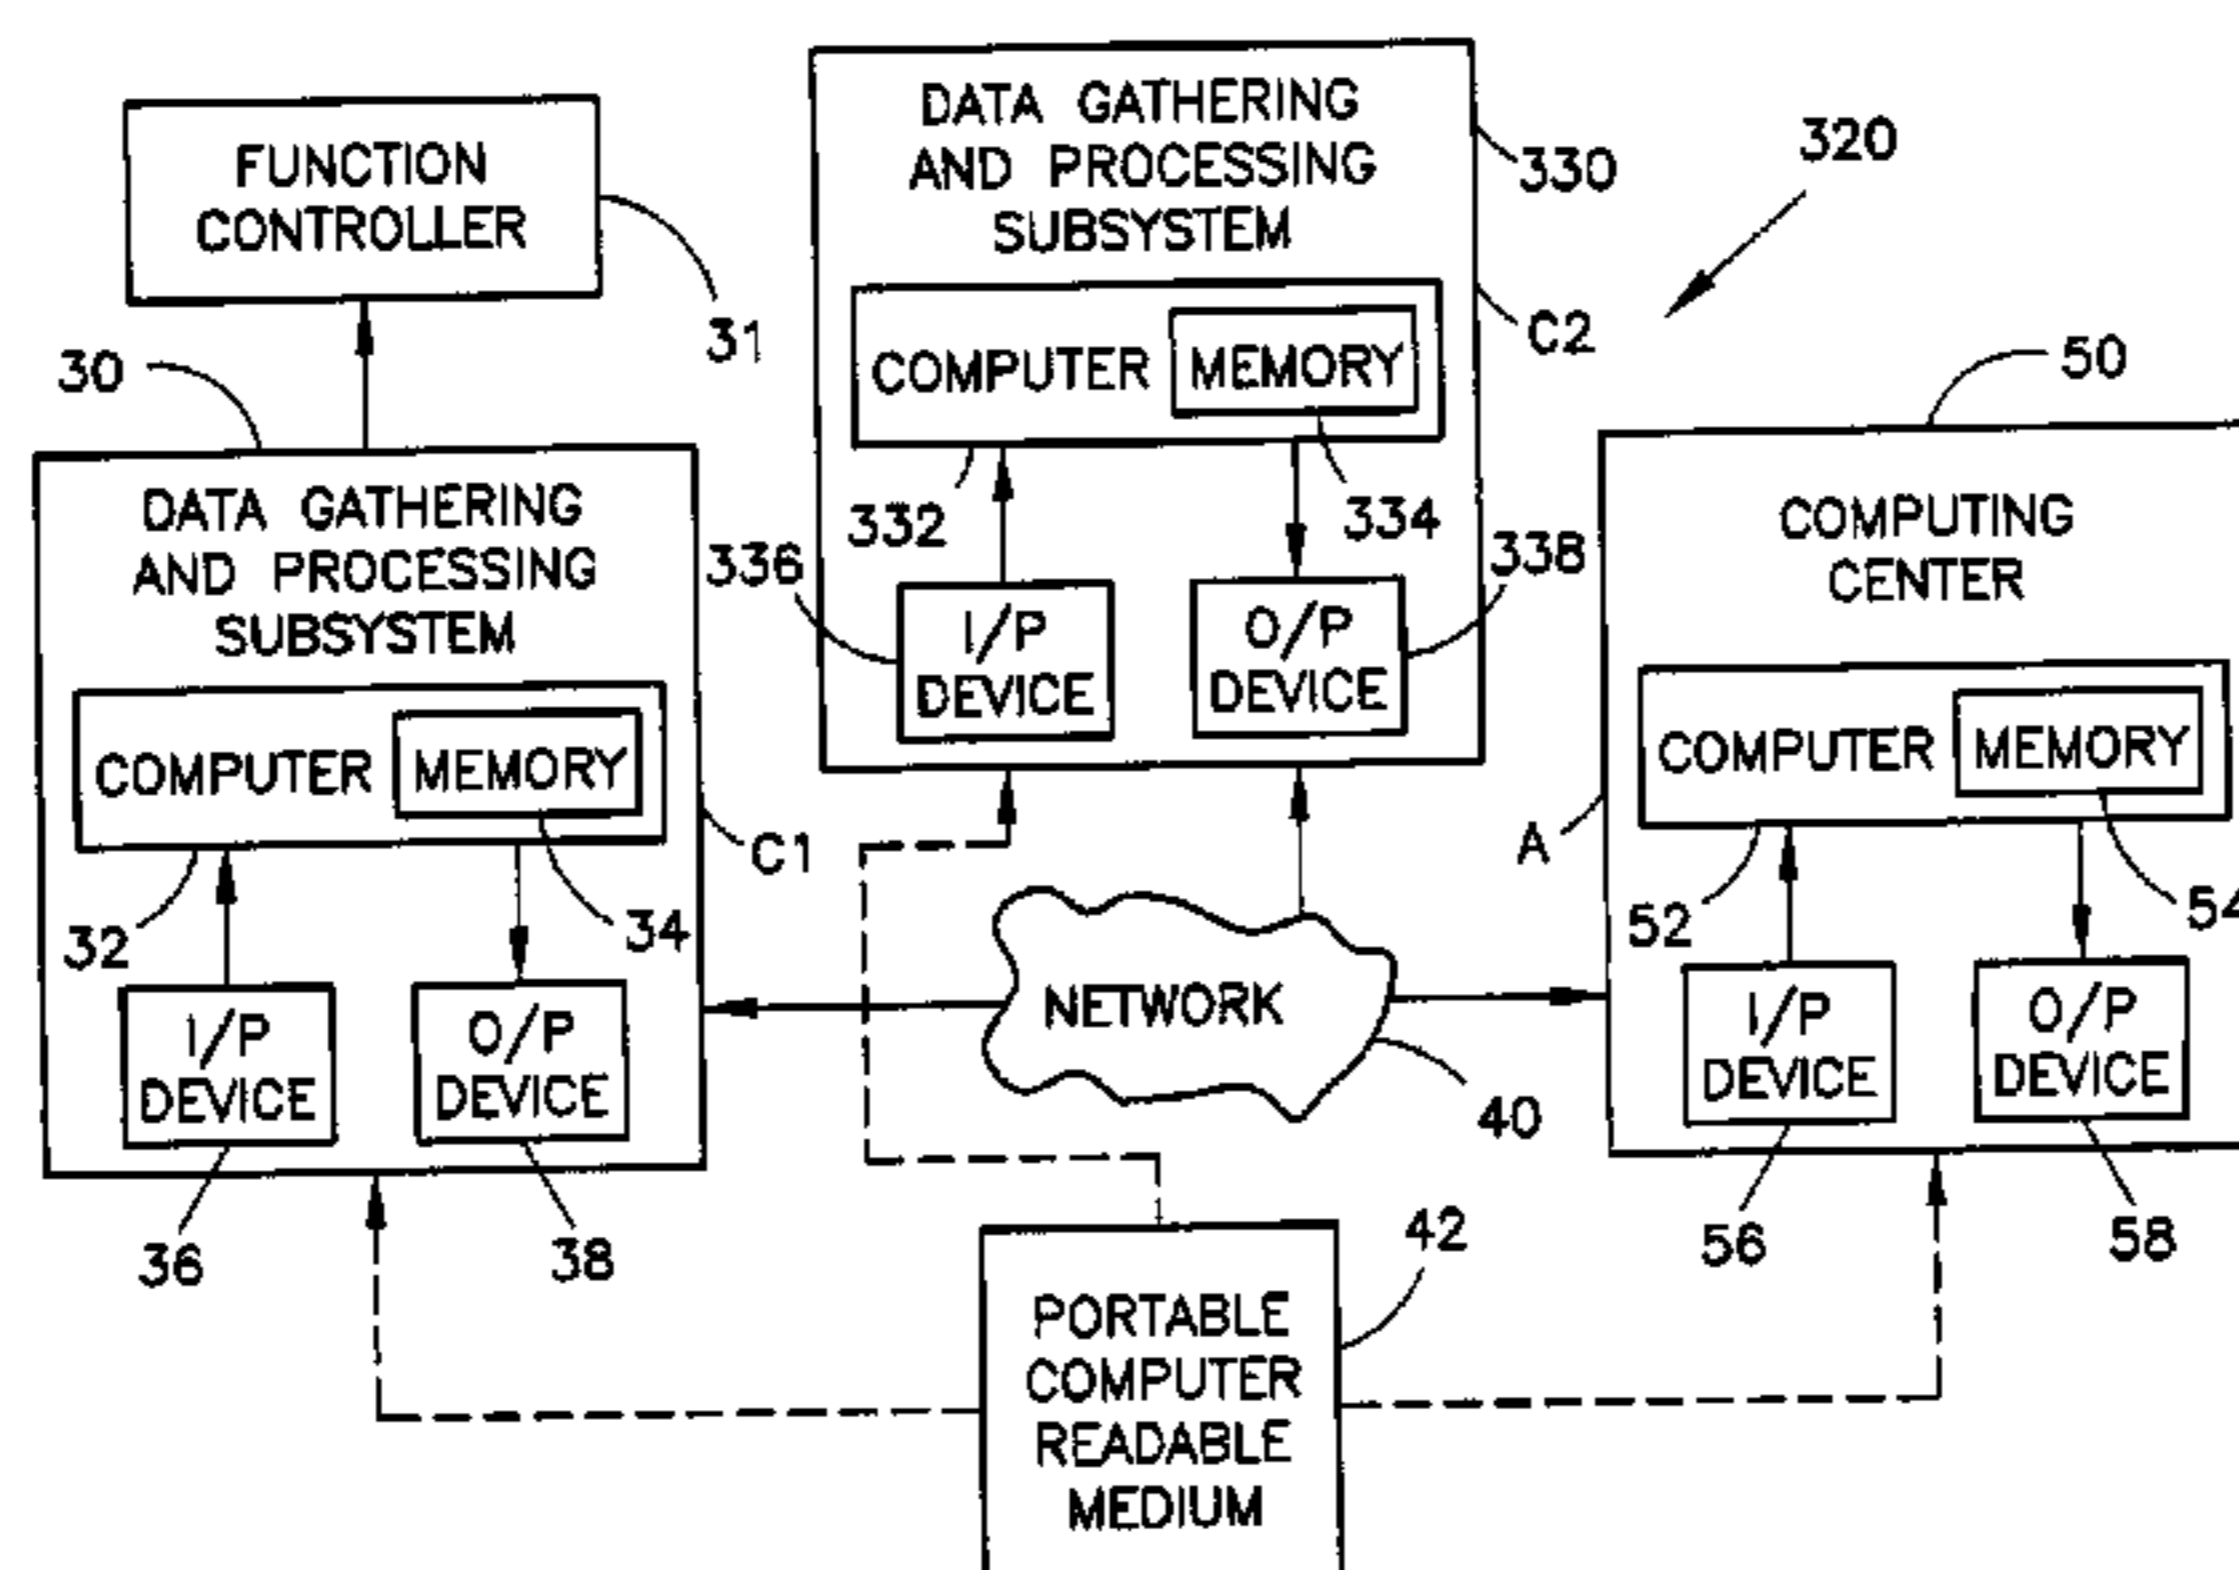 FUNCTION
CONTROLLER
31
DATA GATHERING
AND PROCESSING
SUBSYSTEM
330
320
C2
COMPUTER MEMORY
332
334
336
338
I/P
DEVICE
O/P
DEVICE
30
DATA GATHERING
AND PROCESSING
SUBSYSTEM
COMPUTER MEMORY
C1
32
34
I/P
DEVICE
O/P
DEVICE
36
38
50
COMPUTING
CENTER
COMPUTER MEMORY
A
52
54
I/P
DEVICE
O/P
DEVICE
56
58
NETWORK
40
42
PORTABLE
COMPUTER
READABLE
MEDIUM